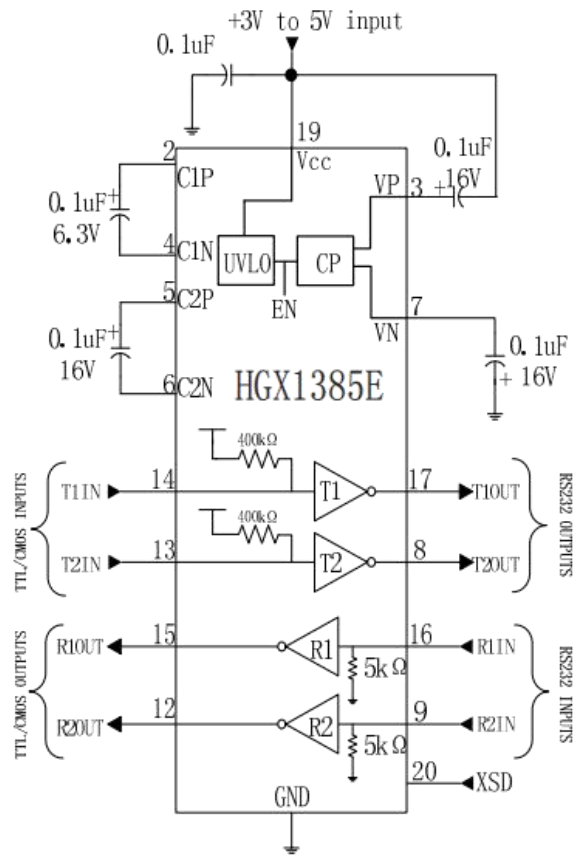 +3V to 5V input
0.1uF
19
Vcc
2
C1P
0.1uF+
6.3V
4
C1N
5
C2P
0.1uF+
16V
6
C2N
UVLO
CP
EN
VP
3
0.1uF
+16V
7
VN
0.1uF
+ 16V
HGX1385E
TTL/CMOS INPUTS
T1IN
14
400kΩ
T1
17
T1OUT
T2IN
13
400kΩ
T2
8
T2OUT
RS232 OUTPUTS
TTL/CMOS OUTPUTS
R1OUT
15
R1
5kΩ
16
R1IN
R2OUT
12
R2
5kΩ
9
R2IN
RS232 INPUTS
20
XSD
GND